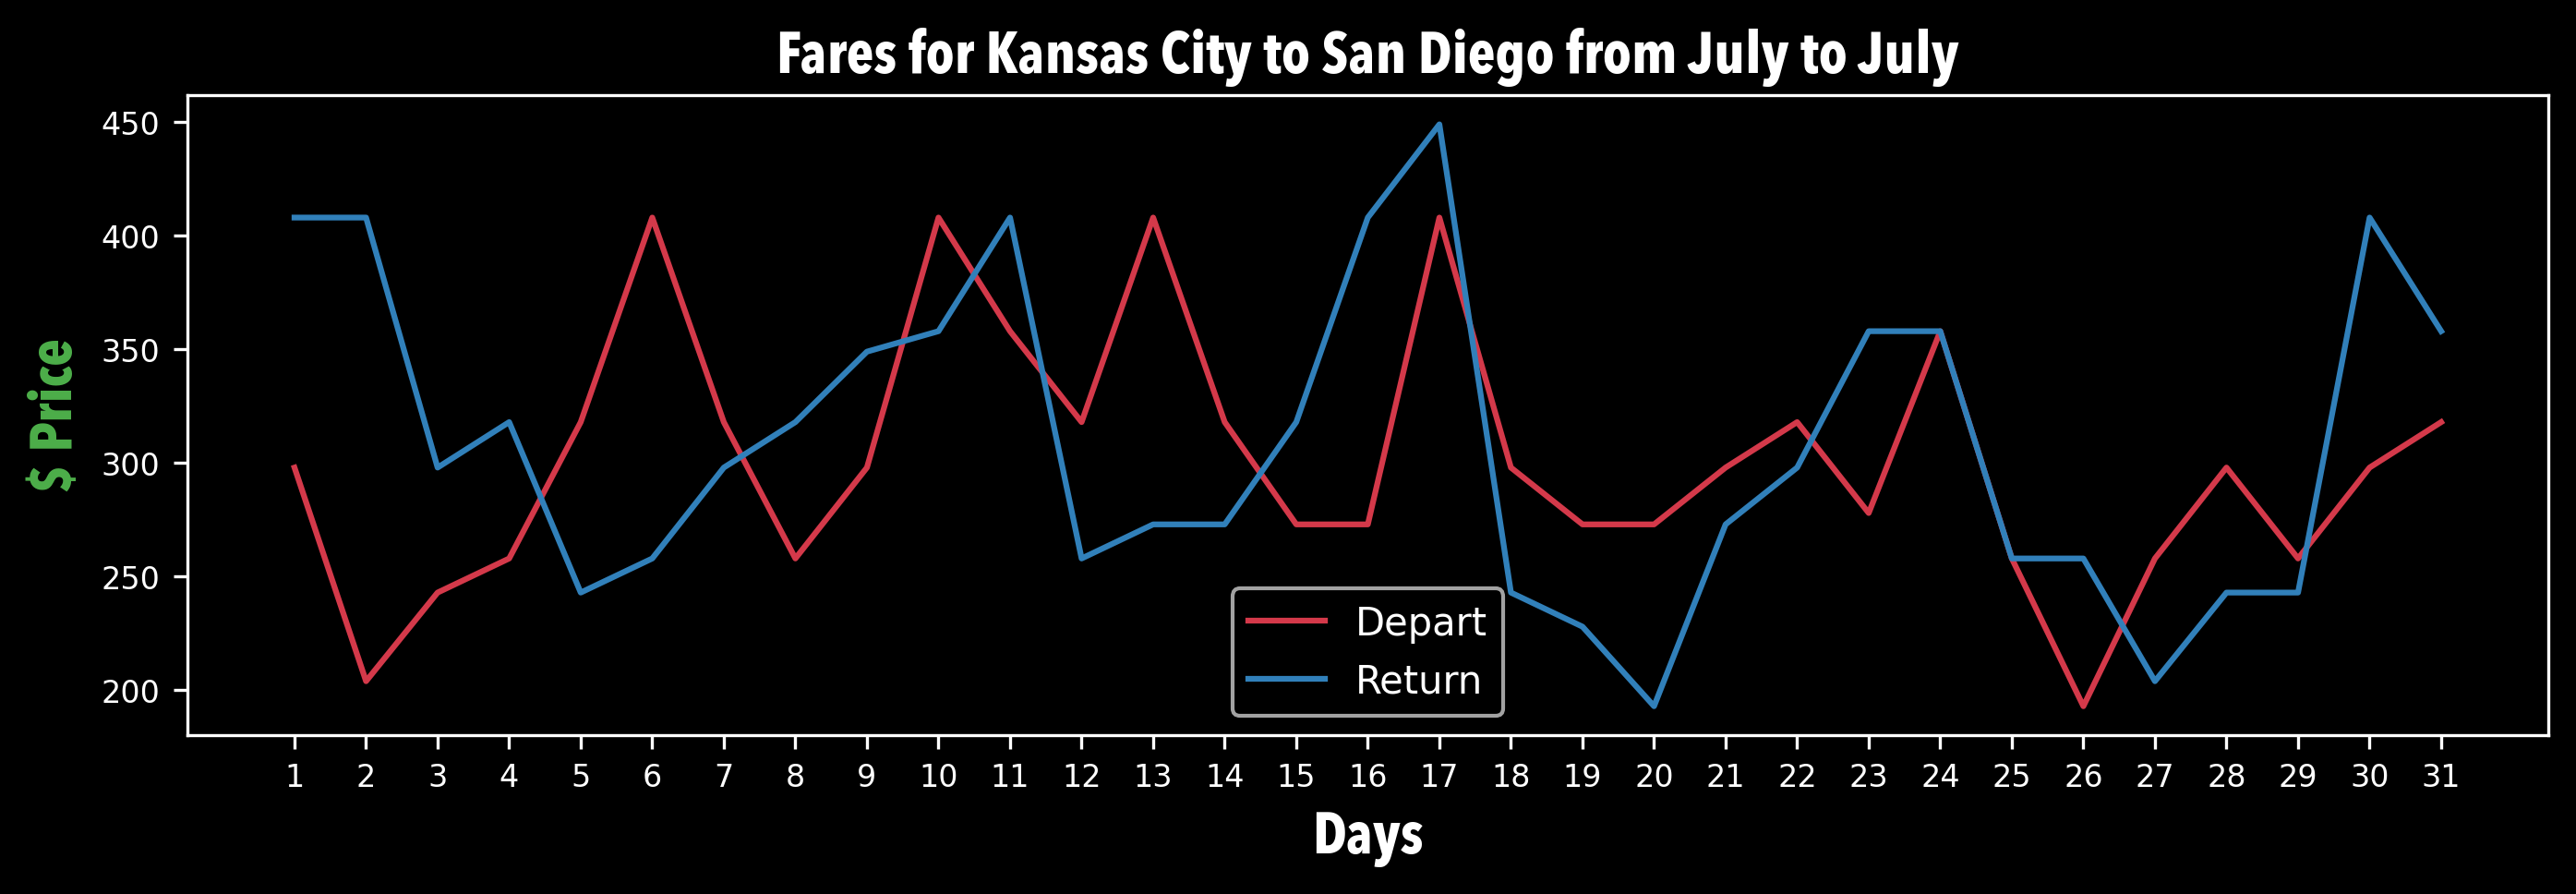 Fares for Kansas City to San Diego from July to July
$ Price
450
400
350
300
250
200
Depart
Return
1 2 3 4 5 6 7 8 9 10 11 12 13 14 15 16 17 18 19 20 21 22 23 24 25 26 27 28 29 30 31
Days